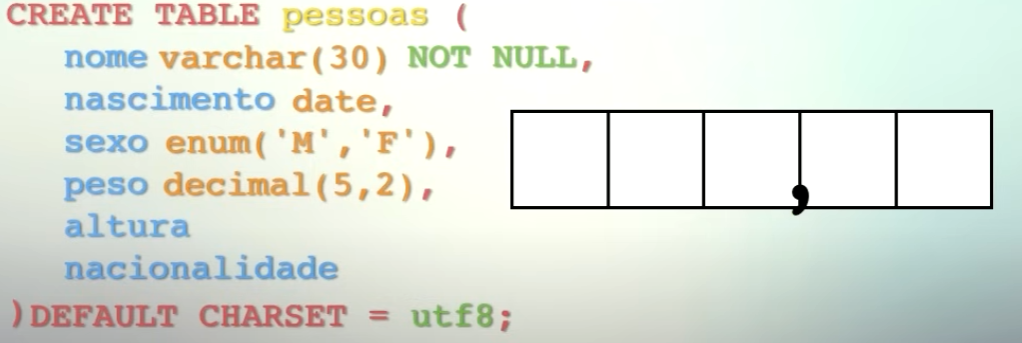 CREATE TABLE pessoas (
nome varchar(30) NOT NULL,
nascimento date,
sexo enum('M','F'),
peso decimal(5,2),
altura
nacionalidade
)DEFAULT CHARSET = utf8;
,